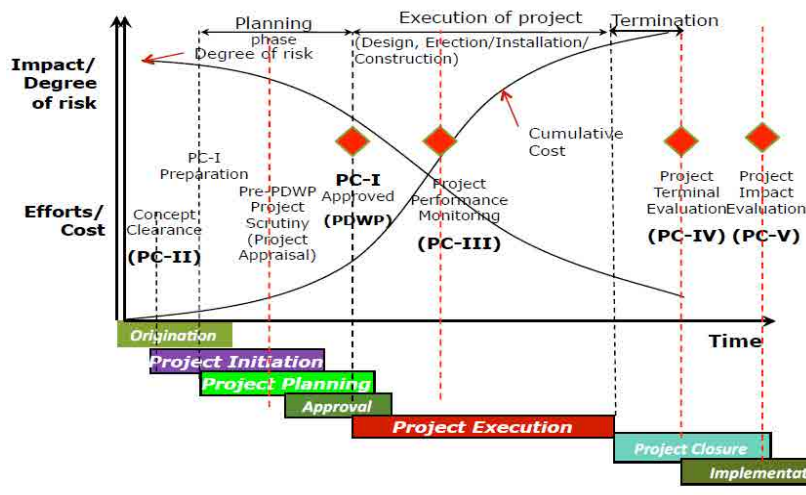 Planning
phase
Execution of project
Termination
Degree of risk
(Design, Erection/Installation/
Construction)
Impact/
Degree
of risk
Cumulative
Cost
PC-I
Preparation
Pre-PDWP
Project
Scrutiny
(Project
Appraisal)
PC-I
Approved
(PDWP)
Project
Performance
Monitoring
(PC-III)
Project
Terminal
Evaluation
(PC-IV)
Project
Impact
Evaluation
(PC-V)
Efforts/
Cost
Concept
Clearance
(PC-II)
Time
Origination
Project Initiation
Project Planning
Approval
Project Execution
Project Closure
Implementat